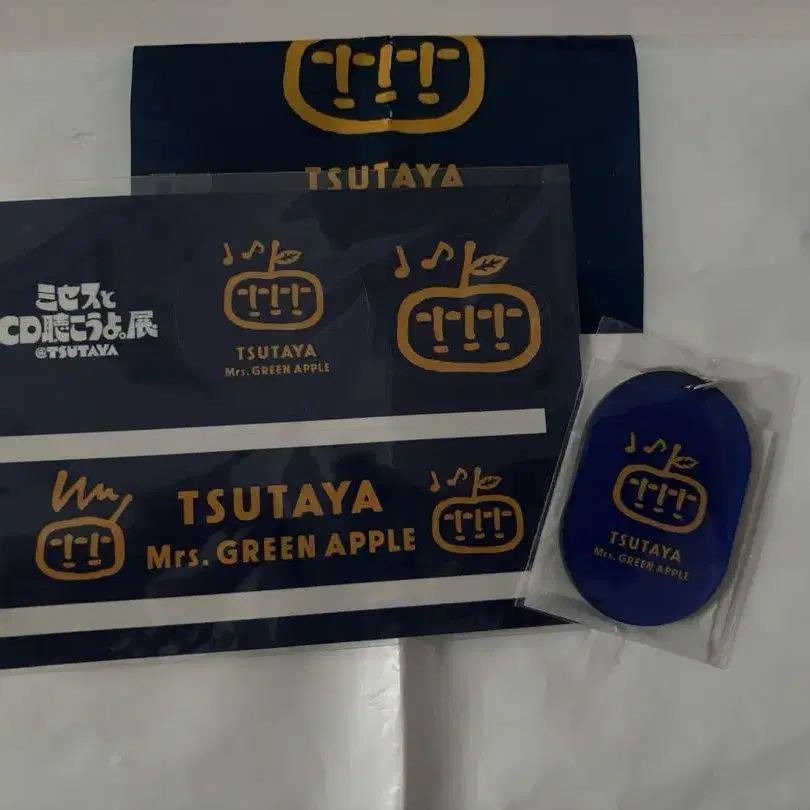 TSUTAYA
ミセスと
CD聴こうよ。展
@TSUTAYA
TSUTAYA
Mrs. GREEN APPLE
TSUTAYA
Mrs. GREEN APPLE
TSUTAYA
Mrs. GREEN APPLE